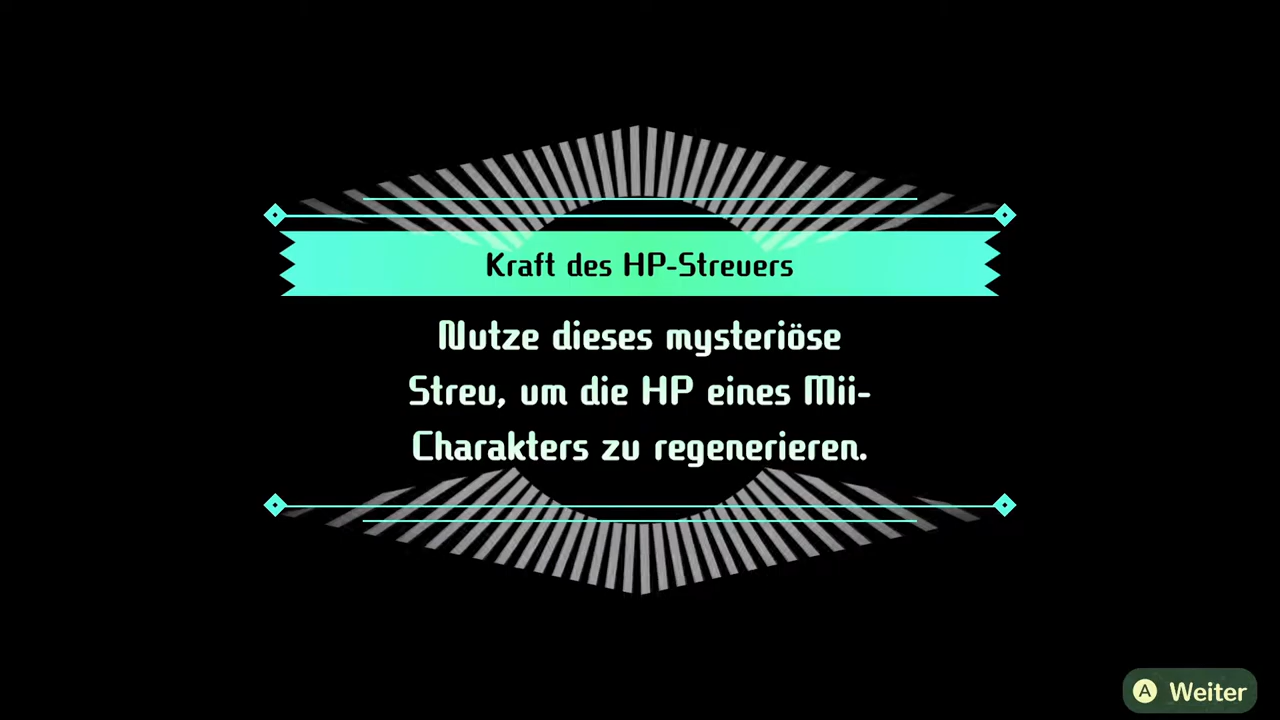 Kraft des HP-Streuers
Nutze dieses mysteriöse
Streu, um die HP eines Mii-
Charakters zu regenerieren.
A Weiter